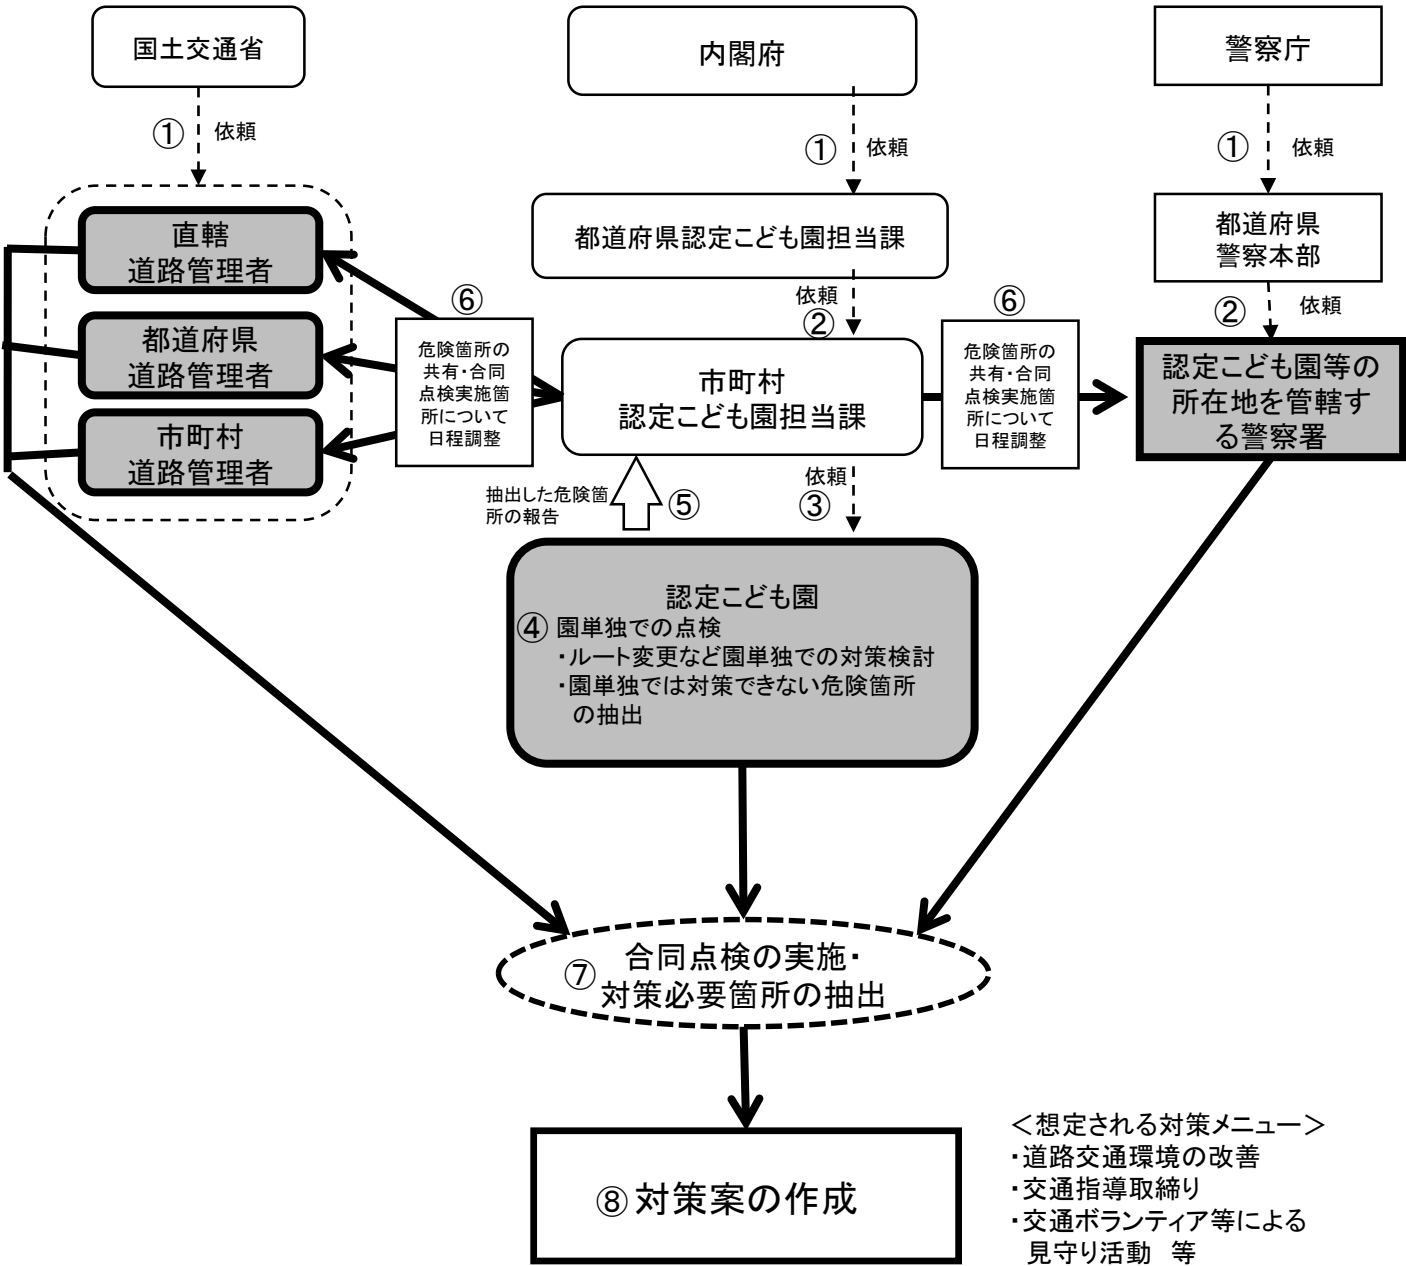 国土交通省
内閣府
警察庁
① 依頼
① 依頼
① 依頼
直轄
道路管理者
都道府県
道路管理者
市町村
道路管理者
都道府県認定こども園担当課
都道府県
警察本部
依頼
②
② 依頼
⑥
危険箇所の
共有・合同
点検実施箇
所について
日程調整
市町村
認定こども園担当課
⑥
危険箇所の
共有・合同
点検実施箇
所について
日程調整
認定こども園等の
所在地を管轄す
る警察署
抽出した危険箇
所の報告
⑤
依頼
③
認定こども園
④ 園単独での点検
・ルート変更など園単独での対策検討
・園単独では対策できない危険箇所
の抽出
⑦
合同点検の実施・
対策必要箇所の抽出
⑧ 対策案の作成
＜想定される対策メニュー＞
・道路交通環境の改善
・交通指導取締り
・交通ボランティア等による
見守り活動　等